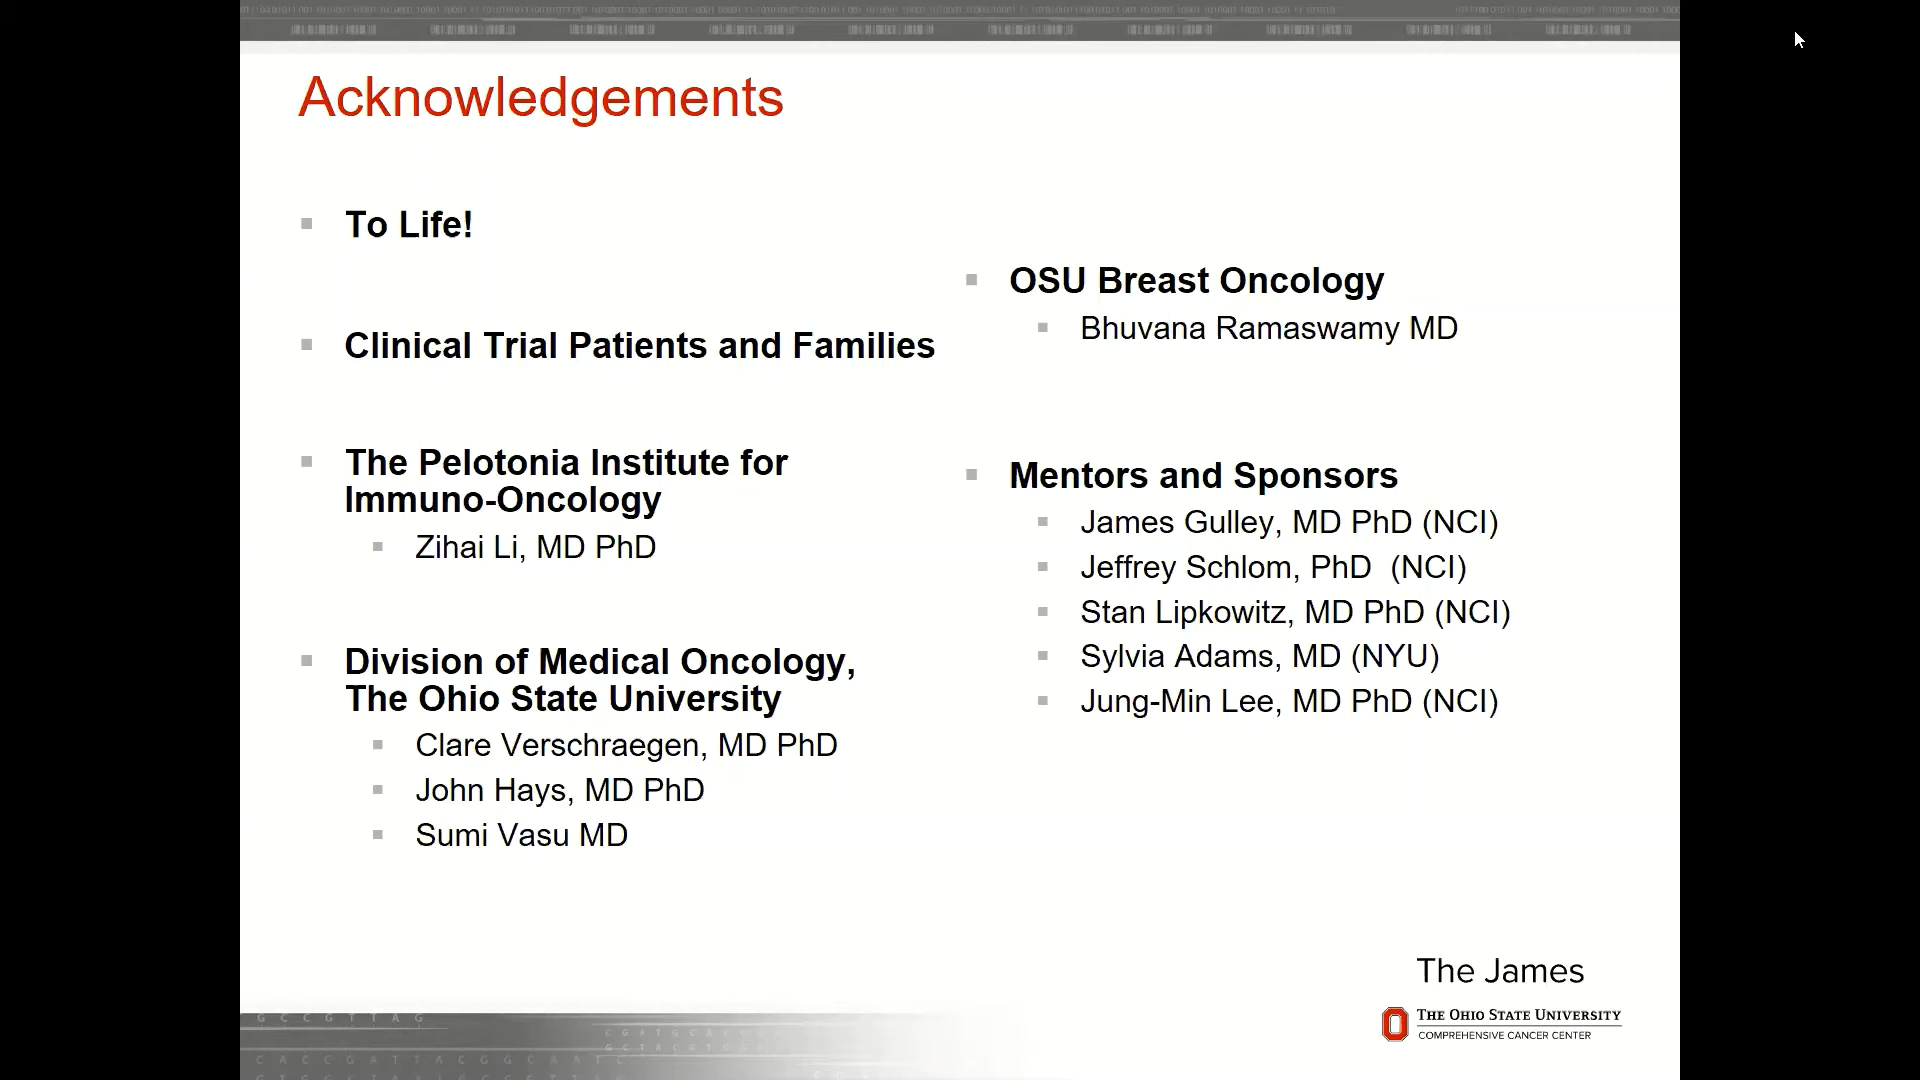 Acknowledgements
To Life!
Clinical Trial Patients and Families
The Pelotonia Institute for
Immuno-Oncology
Zihai Li, MD PhD
Division of Medical Oncology,
The Ohio State University
Clare Verschraegen, MD PhD
John Hays, MD PhD
Sumi Vasu MD
OSU Breast Oncology
Bhuvana Ramaswamy MD
Mentors and Sponsors
James Gulley, MD PhD (NCI)
Jeffrey Schlom, PhD (NCI)
Stan Lipkowitz, MD PhD (NCI)
Sylvia Adams, MD (NYU)
Jung-Min Lee, MD PhD (NCI)
The James
THE OHIO STATE UNIVERSITY
COMPREHENSIVE CANCER CENTER
G C C G T T A G